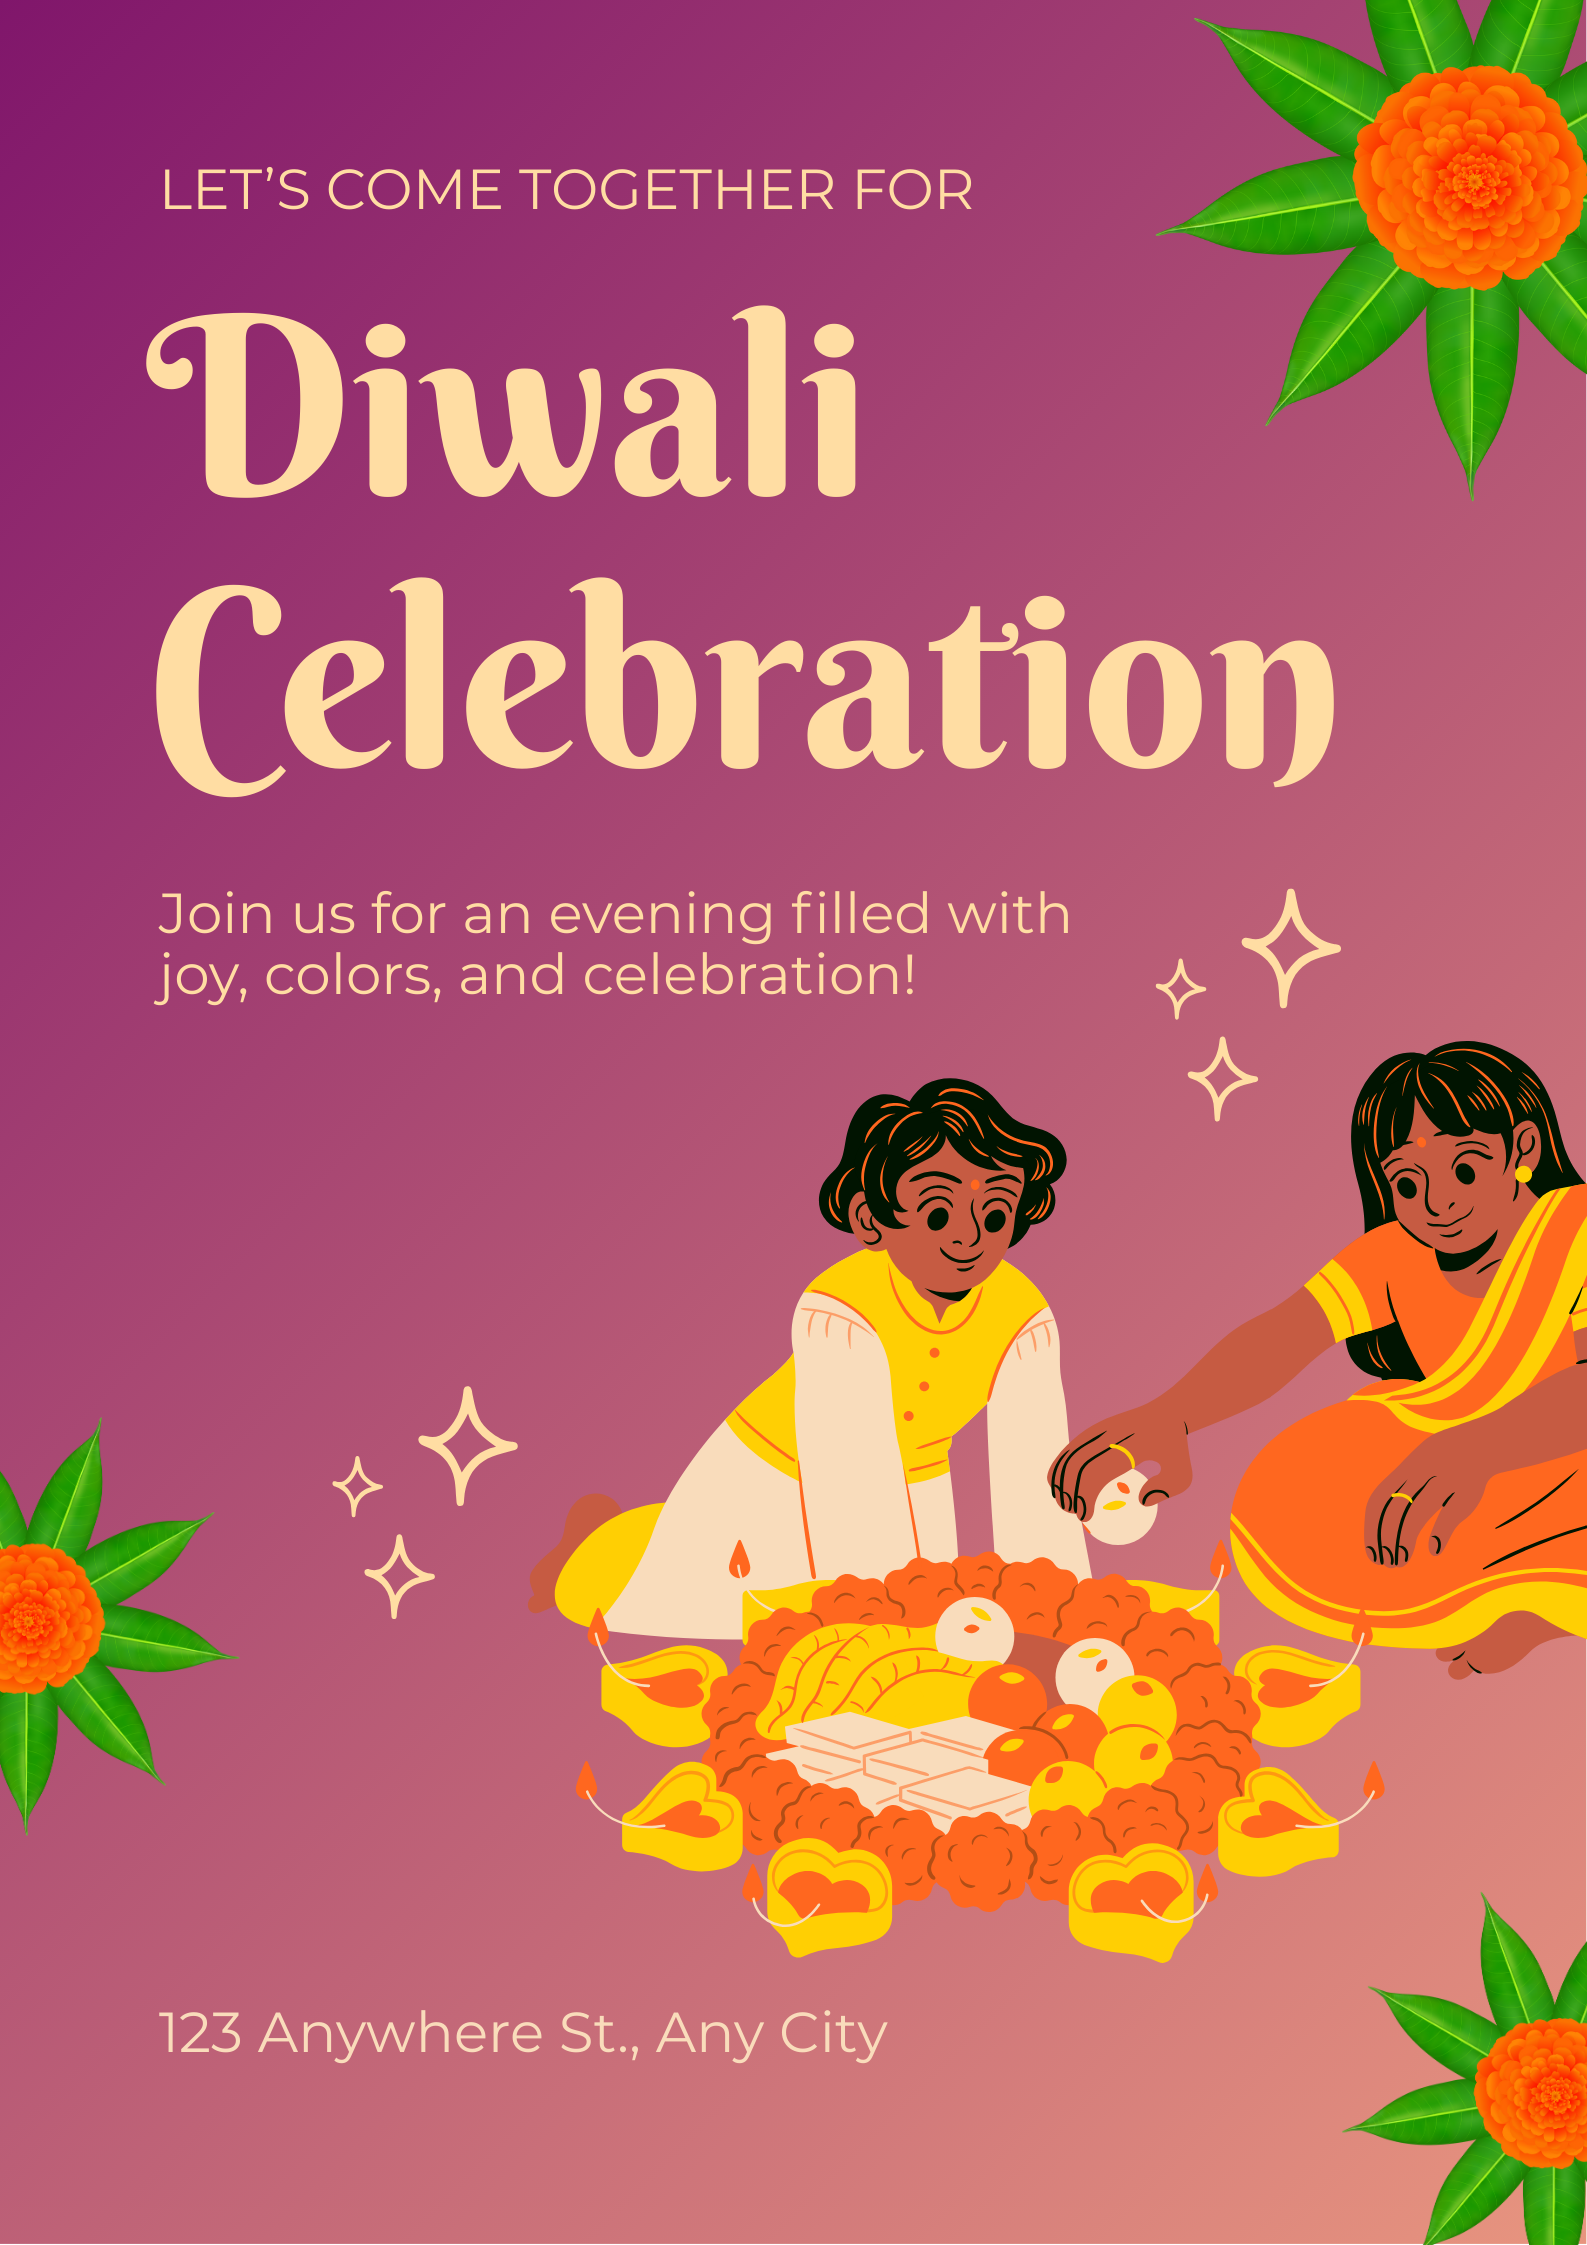 LET’S COME TOGETHER FOR
Diwali
Celebration
Join us for an evening filled with
joy, colors, and celebration!
123 Anywhere St., Any City